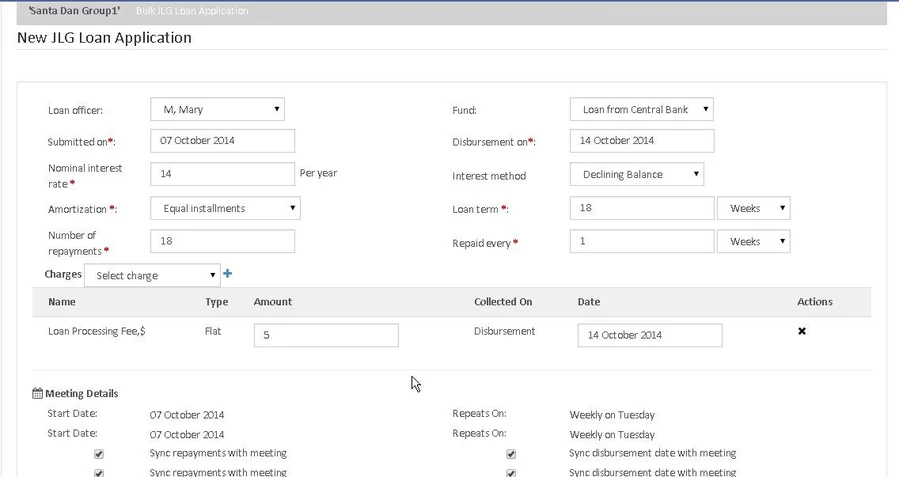 'Santa Dan Group1' Bulk JLG Loan Application
New JLG Loan Application
Loan officer: M, Mary Fund: Loan from Central Bank
Submitted on*: 07 October 2014 Disbursement on*: 14 October 2014
Nominal interest
rate * 14 Per year Interest method Declining Balance
Amortization *: Equal installments Loan term *: 18 Weeks
Number of
repayments * 18 Repaid every * 1 Weeks
Charges Select charge
Name Type Amount Collected On Date Actions
Loan Processing Fee,$ Flat 5 Disbursement 14 October 2014
Meeting Details
Start Date: 07 October 2014 Repeats On: Weekly on Tuesday
Start Date: 07 October 2014 Repeats On: Weekly on Tuesday
Sync repayments with meeting Sync disbursement date with meeting
Sync repayments with meeting Sync disbursement date with meeting